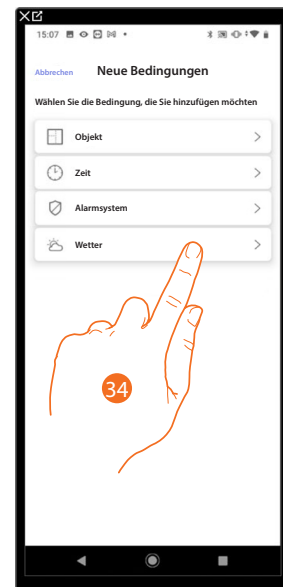 15:07
Abbrechen Neue Bedingungen
Wählen Sie die Bedingung, die Sie hinzufügen möchten
Objekt
Zeit
Alarmsystem
Wetter
34